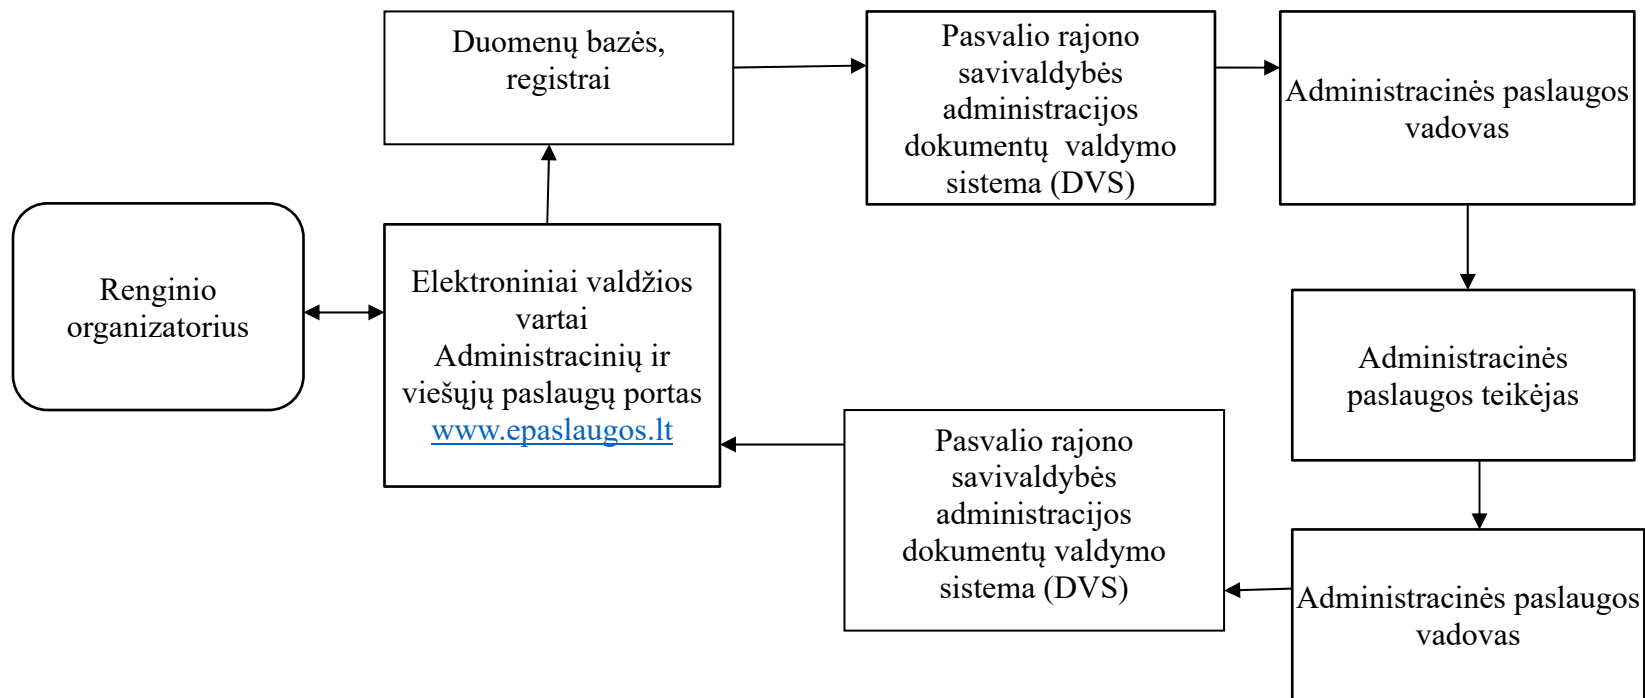 Duomenų bazės,
registrai
Pasvalio rajono
savivaldybės
administracijos
dokumentų valdymo
sistema (DVS)
Administracinės paslaugos
vadovas
Renginio
organizatorius
Elektroniniai valdžios
vartai
Administracinių ir
viešųjų paslaugų portas
www.epaslaugos.lt
Administracinės
paslaugos teikėjas
Pasvalio rajono
savivaldybės
administracijos
dokumentų valdymo
sistema (DVS)
Administracinės paslaugos
vadovas